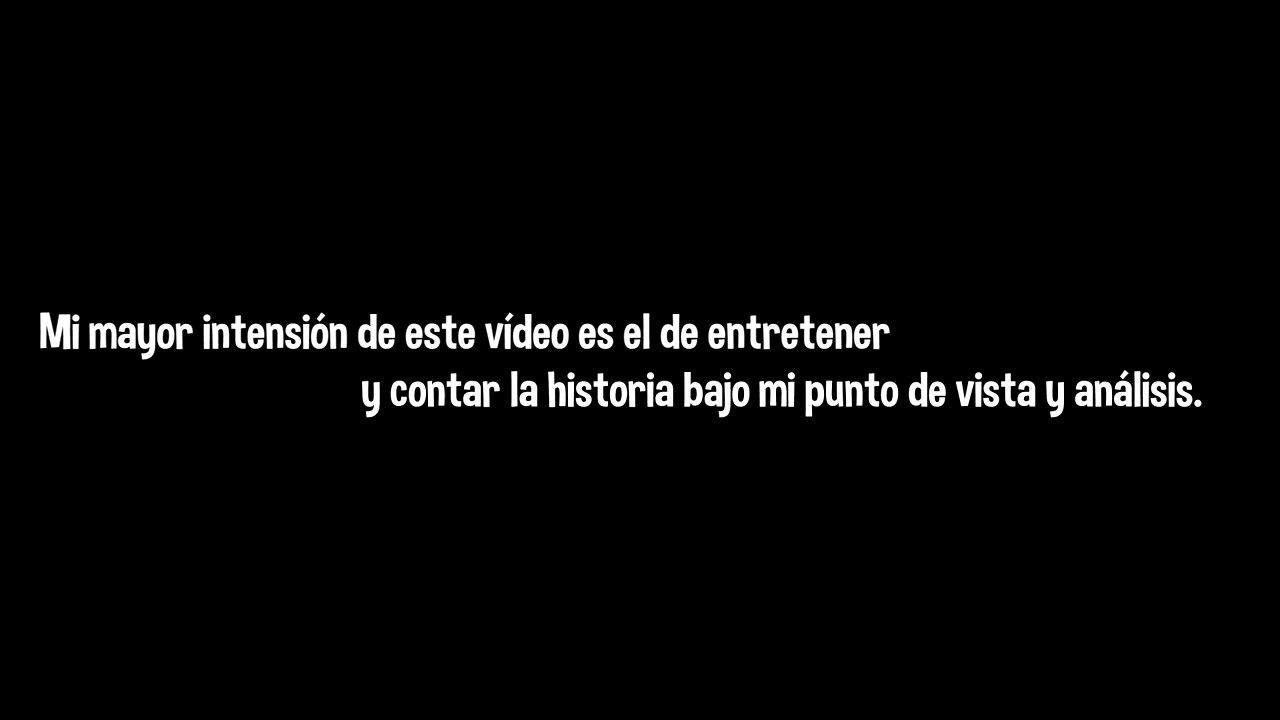 Mi mayor intensión de este vídeo es el de entretener
y contar la historia bajo mi punto de vista y análisis.